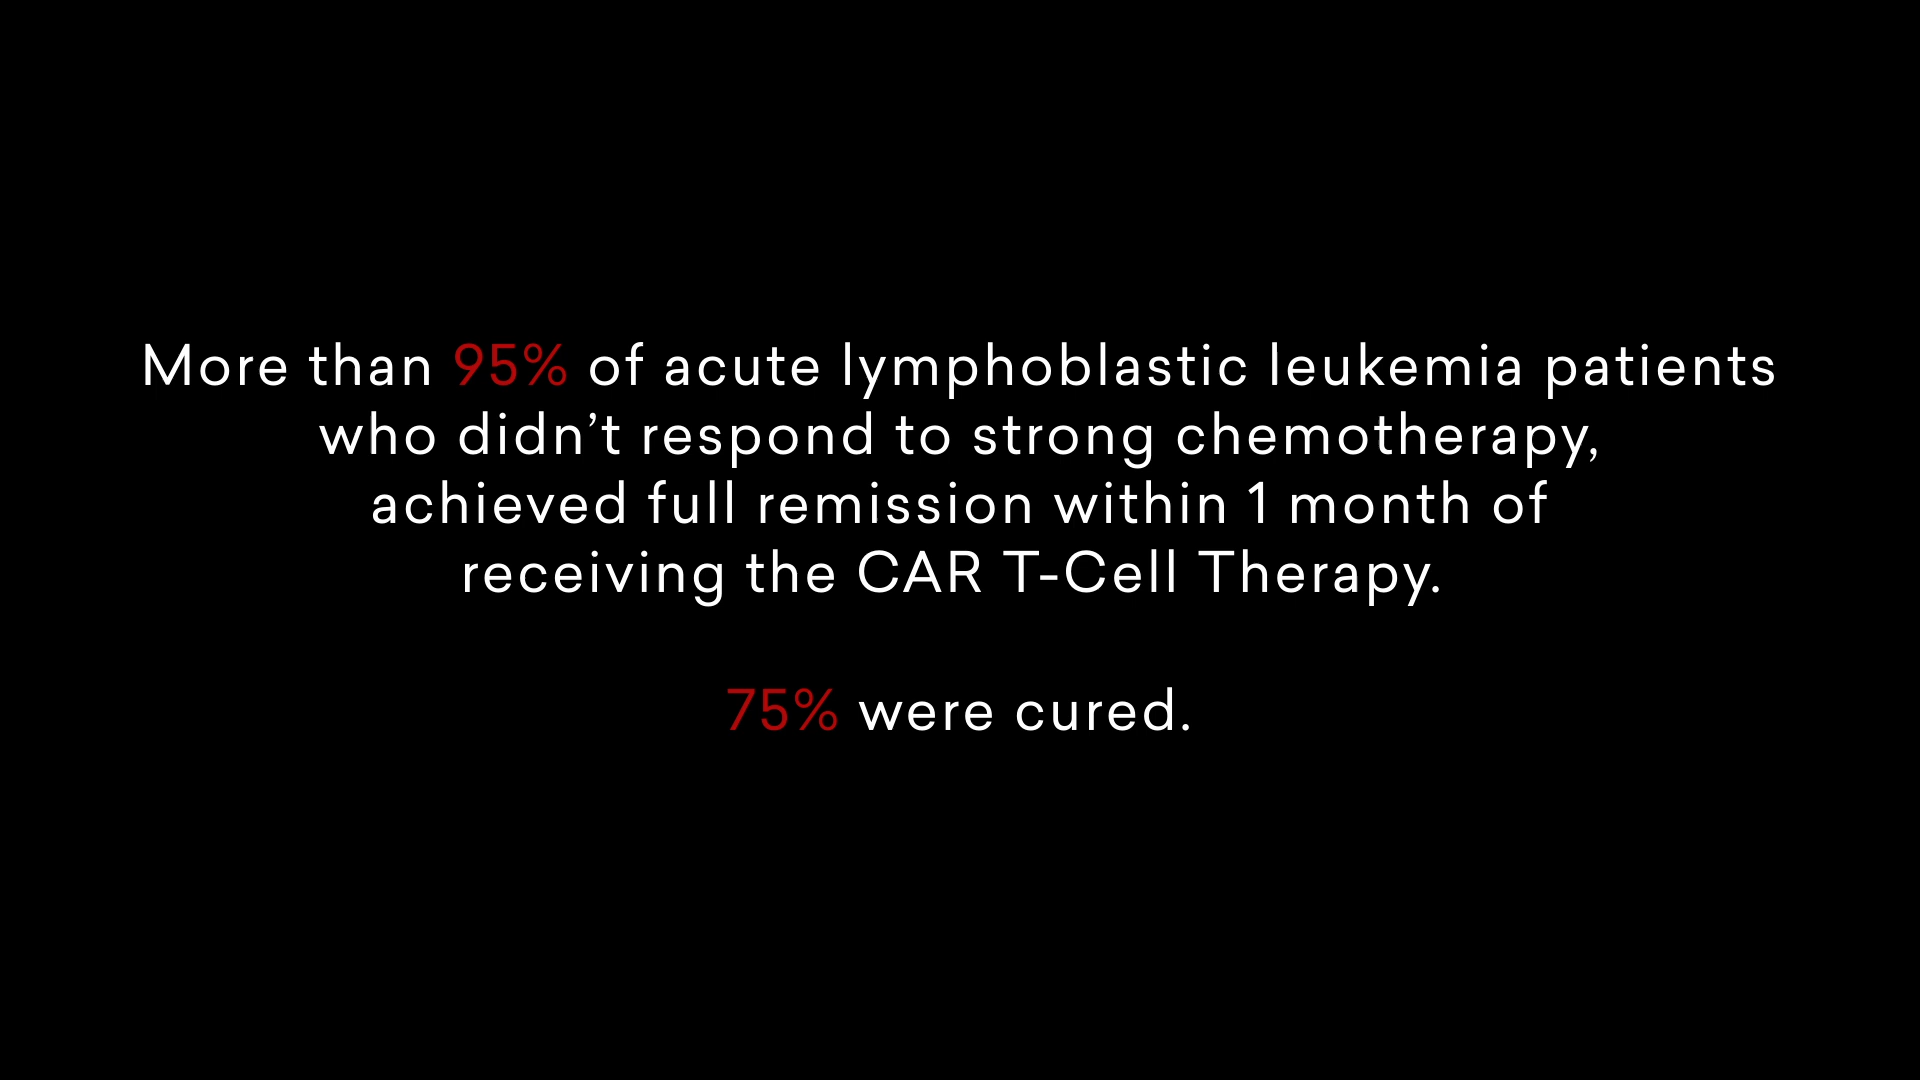 More than 95% of acute lymphoblastic leukemia patients
who didn’t respond to strong chemotherapy,
achieved full remission within 1 month of
receiving the CAR T-Cell Therapy.
75% were cured.